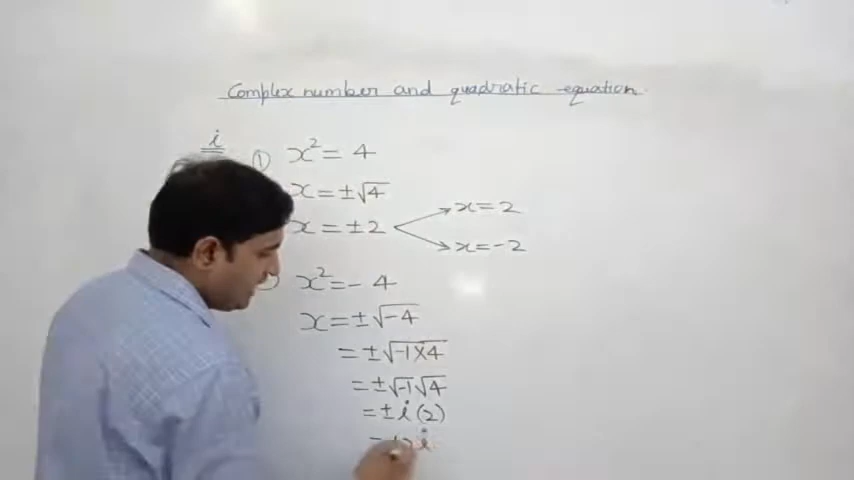 Complex number and quadratic equation
i
① x² = 4
x = ±√4
x = ±2
x = 2
x = -2
x² = - 4
x = ±√-4
= ±√-1×4
= ±√-1 √4
= ±i(2)
= ±2i